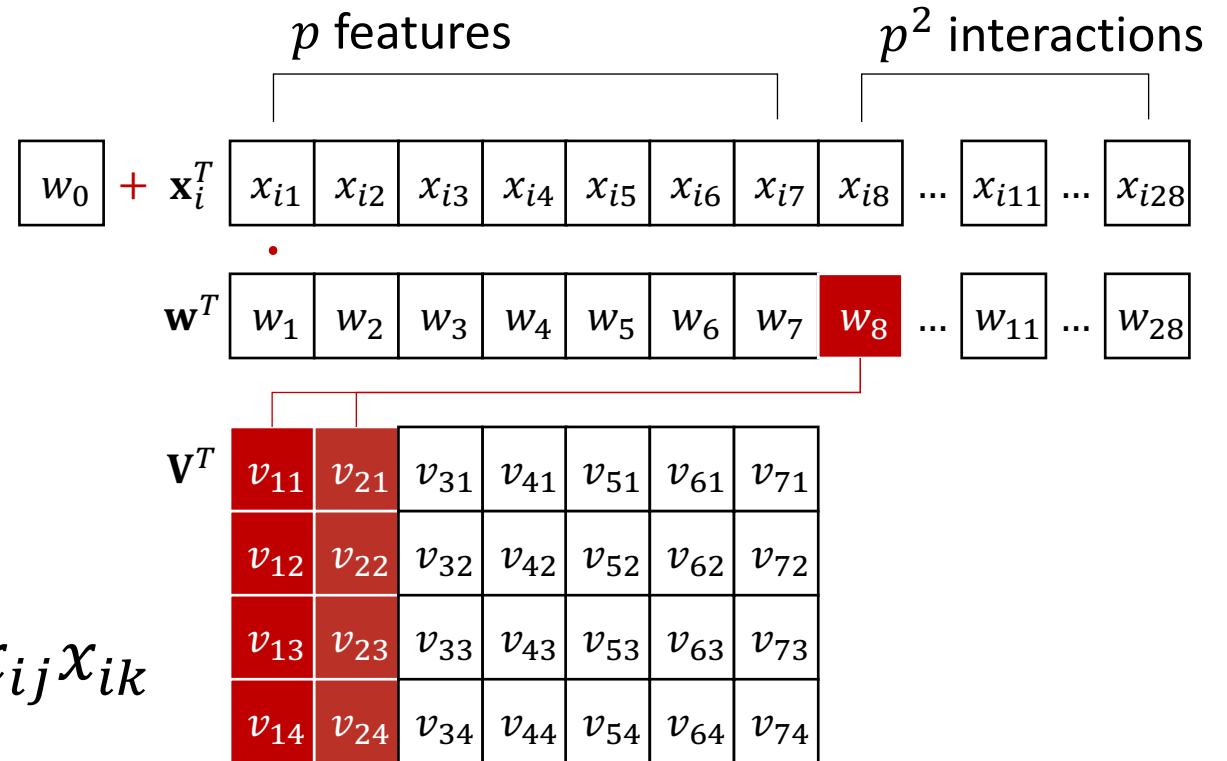 p features p² interactions
w₀ + 𝐱ᵢᵀ xᵢ₁ xᵢ₂ xᵢ₃ xᵢ₄ xᵢ₅ xᵢ₆ xᵢ₇ xᵢ₈ ... xᵢ₁₁ ... xᵢ₂₈
·
𝐰ᵀ w₁ w₂ w₃ w₄ w₅ w₆ w₇ w₈ ... w₁₁ ... w₂₈
𝐕ᵀ v₁₁ v₂₁ v₃₁ v₄₁ v₅₁ v₆₁ v₇₁
v₁₂ v₂₂ v₃₂ v₄₂ v₅₂ v₆₂ v₇₂
v₁₃ v₂₃ v₃₃ v₄₃ v₅₃ v₆₃ v₇₃
xᵢⱼxᵢₖ
v₁₄ v₂₄ v₃₄ v₄₄ v₅₄ v₆₄ v₇₄